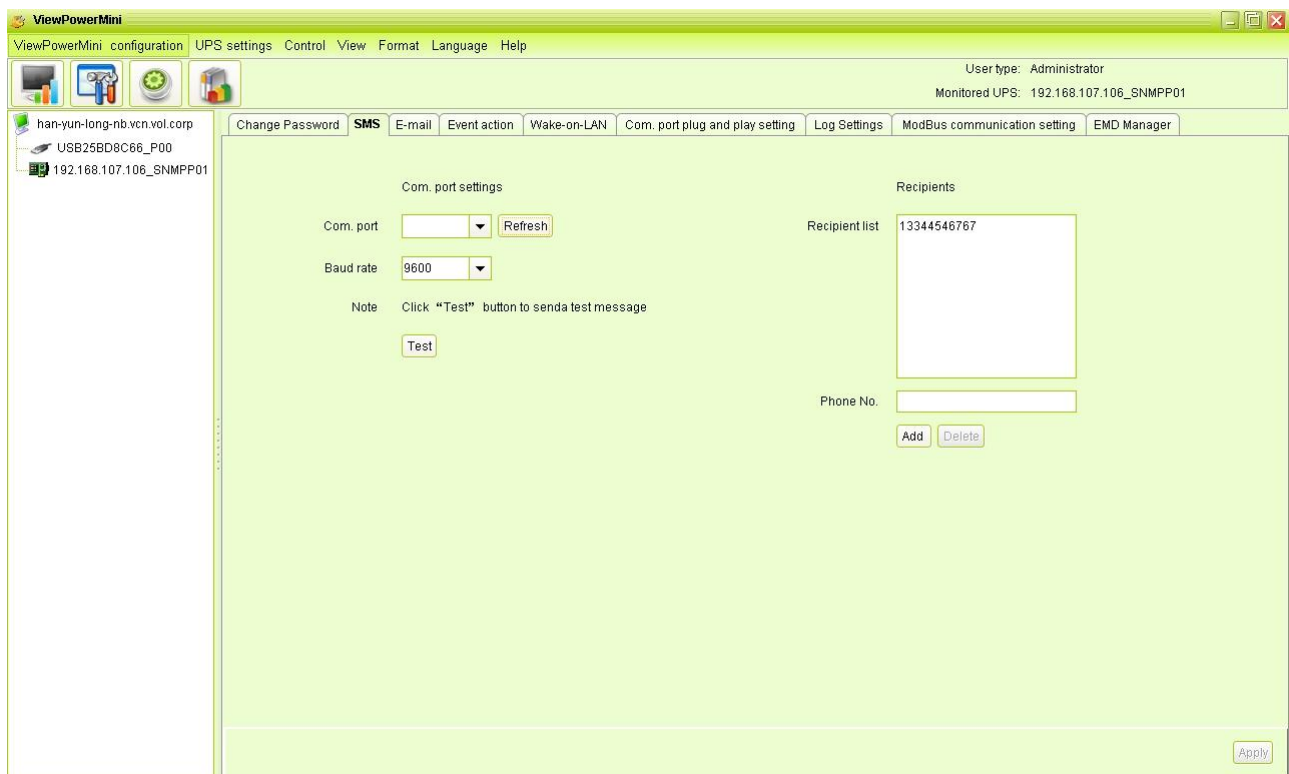 ViewPowerMini
ViewPowerMini configuration UPS settings Control View Format Language Help
User type: Administrator
Monitored UPS: 192.168.107.106_SNMPP01
han-yun-long-nb.vcn.vol.corp
USB25BD8C66_P00
192.168.107.106_SNMPP01
Change Password SMS E-mail Event action Wake-on-LAN Com. port plug and play setting Log Settings ModBus communication setting EMD Manager
Com. port settings
Com. port Refresh
Baud rate 9600
Note Click “Test” button to senda test message
Test
Recipients
Recipient list 13344546767
Phone No.
Add Delete
Apply